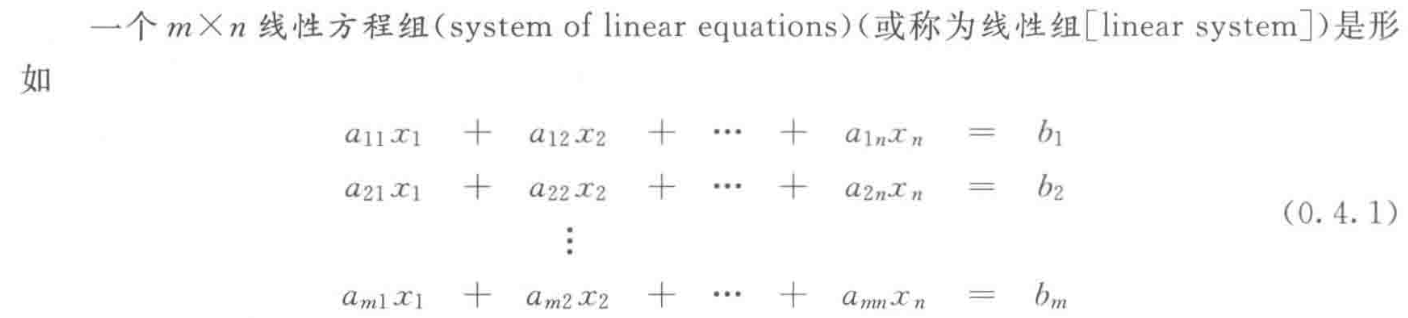 一个 m×n 线性方程组(system of linear equations)(或称为线性组[linear system])是形
如
a₁₁x₁ + a₁₂x₂ + ⋯ + a₁ₙxₙ = b₁
a₂₁x₁ + a₂₂x₂ + ⋯ + a₂ₙxₙ = b₂
(0.4.1)
⋮
aₘ₁x₁ + aₘ₂x₂ + ⋯ + aₘₙxₙ = bₘ